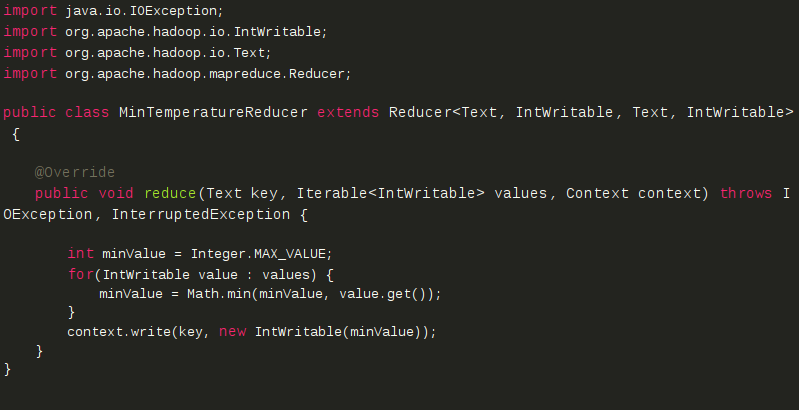 import java.io.IOException;
import org.apache.hadoop.io.IntWritable;
import org.apache.hadoop.io.Text;
import org.apache.hadoop.mapreduce.Reducer;
public class MinTemperatureReducer extends Reducer<Text, IntWritable, Text, IntWritable>
{
@Override
public void reduce(Text key, Iterable<IntWritable> values, Context context) throws I
OException, InterruptedException {
int minValue = Integer.MAX_VALUE;
for(IntWritable value : values) {
minValue = Math.min(minValue, value.get());
}
context.write(key, new IntWritable(minValue));
}
}